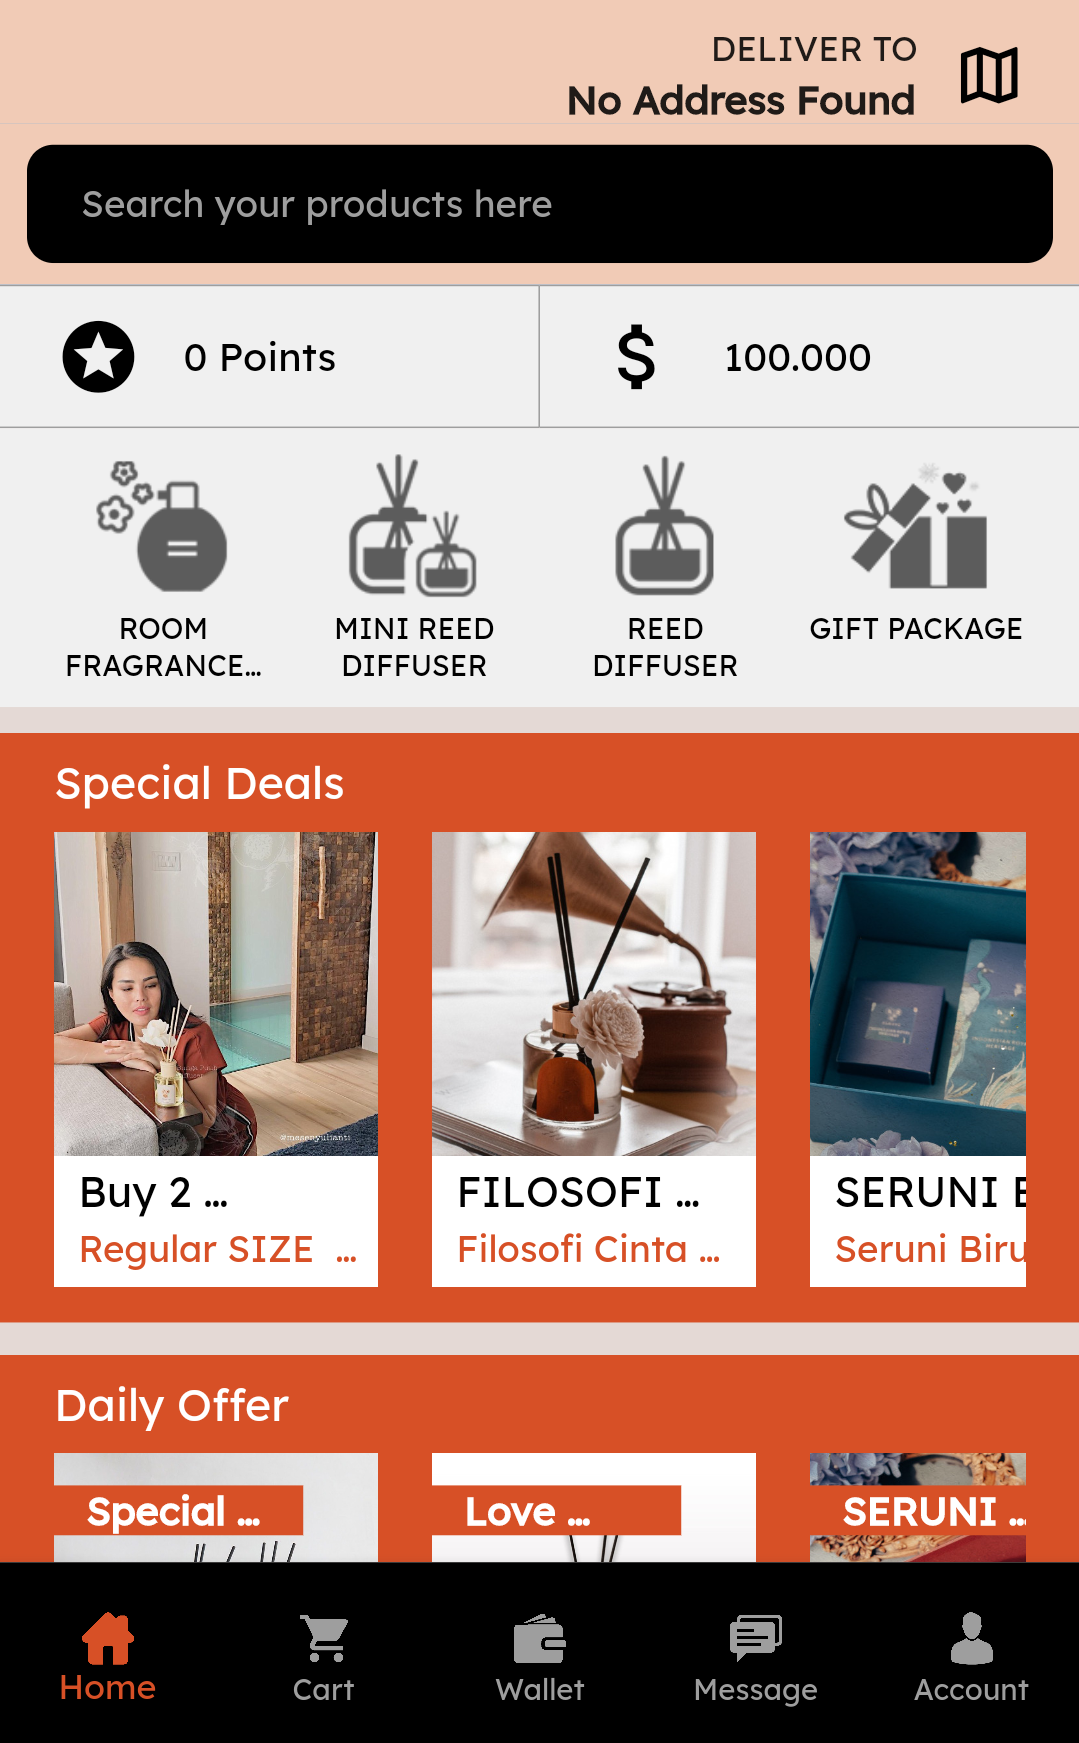 DELIVER TO
No Address Found
Search your products here
0 Points
$ 100.000
ROOM
FRAGRANCE...
MINI REED
DIFFUSER
REED
DIFFUSER
GIFT PACKAGE
Special Deals
#masenyulianti
Buy 2 ...
Regular SIZE ...
FILOSOFI ...
Filosofi Cinta ...
SERUNI
Seruni Biru
Daily Offer
Special ...
Love ...
SERUNI ...
Home
Cart
Wallet
Message
Account